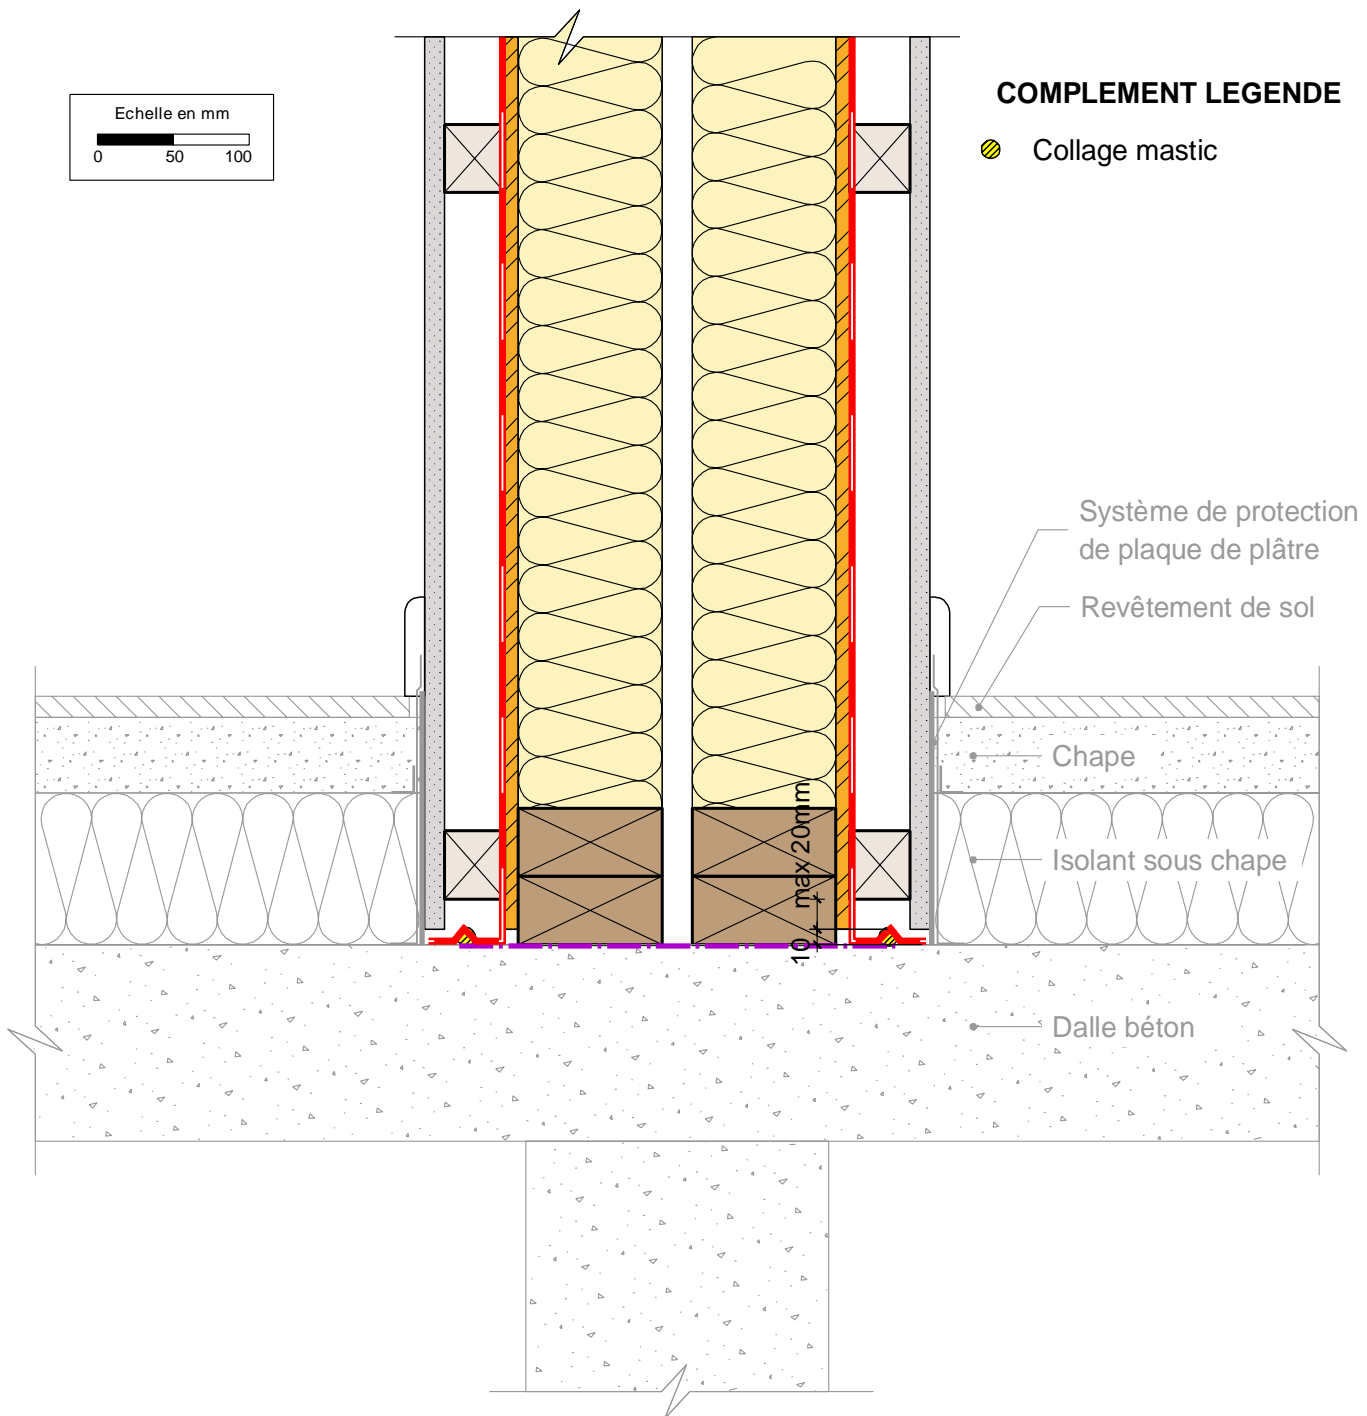 Echelle en mm
0 50 100
COMPLEMENT LEGENDE
Collage mastic
Système de protection
de plaque de plâtre
Revêtement de sol
Chape
Isolant sous chape
10 max 20mm
Dalle béton